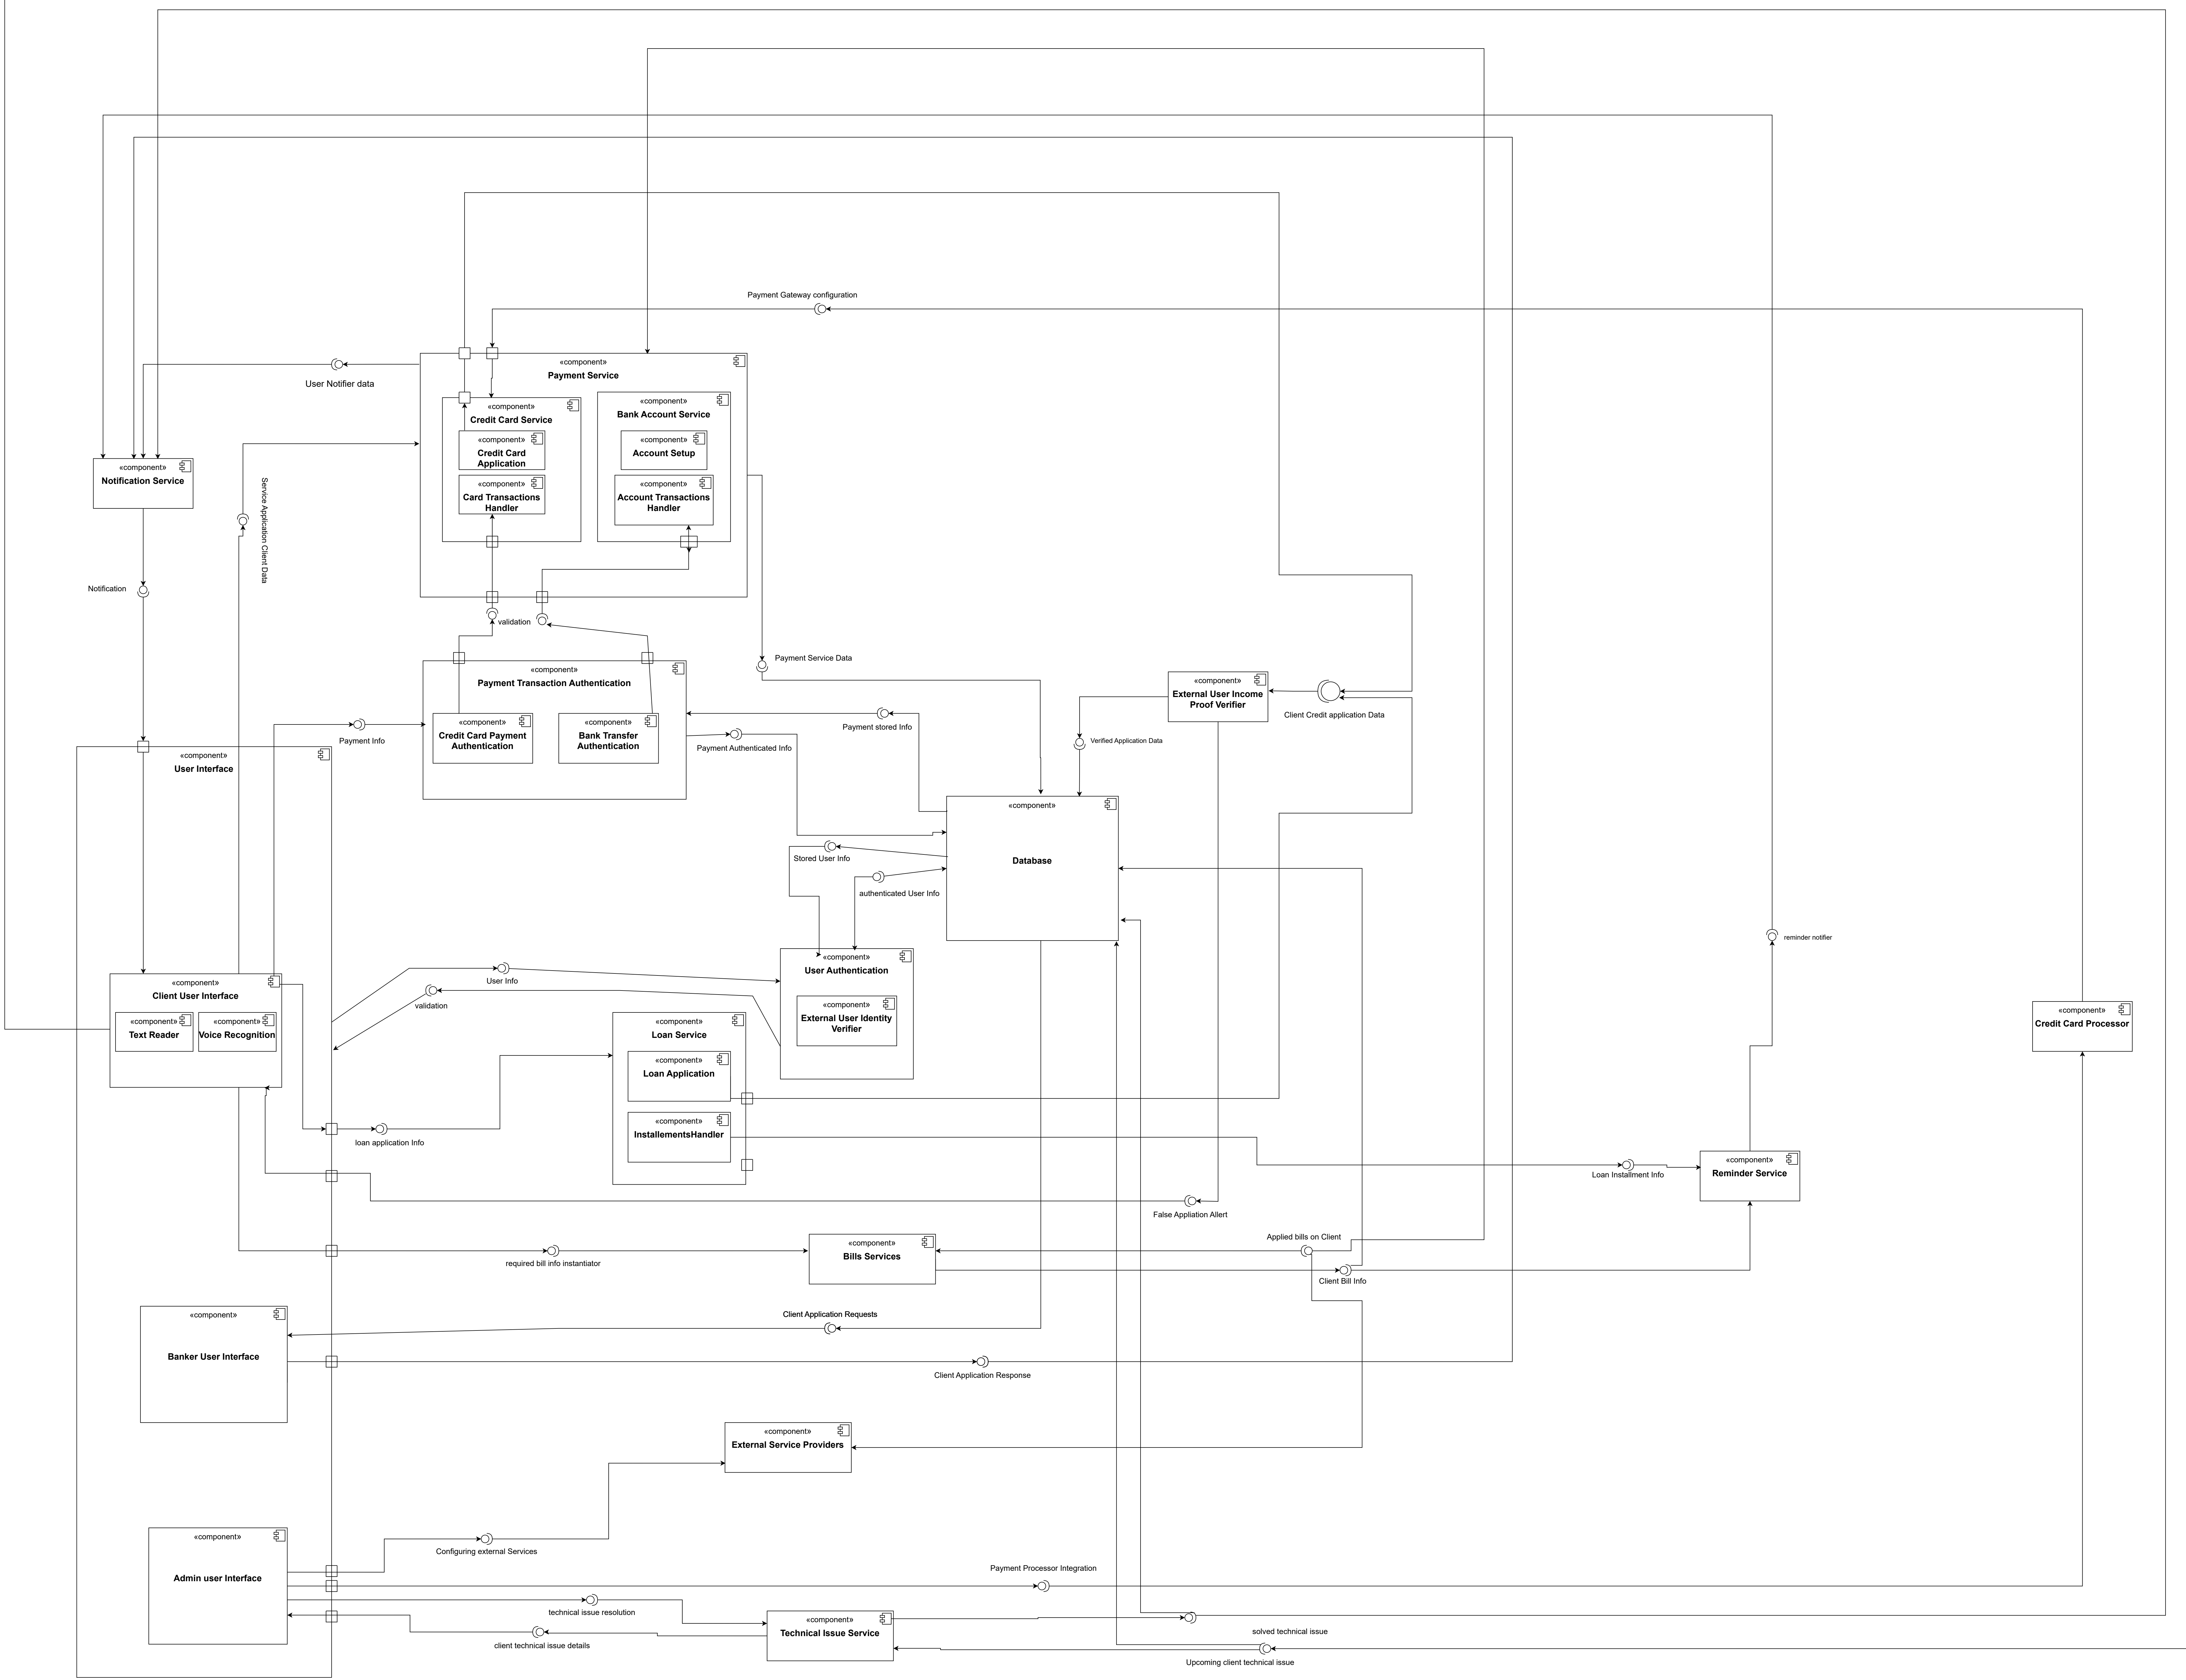 Payment Gateway configuration
«component»
Payment Service
User Notifier data
«component»
Credit Card Service
«component»
Bank Account Service
«component»
Credit Card
Application
«component»
Account Setup
«component»
Notification Service
Service Application Client Data
«component»
Card Transactions
Handler
«component»
Account Transactions
Handler
Notification
validation
«component»
Payment Transaction Authentication
Payment Service Data
«component»
External User Income
Proof Verifier
Client Credit application Data
«component»
Credit Card Payment
Authentication
«component»
Bank Transfer
Authentication
Payment Info
Payment stored Info
Payment Authenticated Info
Verified Application Data
«component»
User Interface
«component»
Database
Stored User Info
authenticated User Info
reminder notifier
«component»
User Authentication
User Info
validation
«component»
External User Identity
Verifier
«component»
Client User Interface
«component»
Text Reader
«component»
Voice Recognition
«component»
Credit Card Processor
«component»
Loan Service
«component»
Loan Application
«component»
InstallementsHandler
loan application Info
«component»
Reminder Service
Loan Installment Info
False Appliation Allert
Applied bills on Client
«component»
Bills Services
required bill info instantiator
Client Bill Info
Client Application Requests
«component»
Banker User Interface
Client Application Response
«component»
External Service Providers
«component»
Admin user Interface
Configuring external Services
Payment Processor Integration
technical issue resolution
«component»
Technical Issue Service
solved technical issue
client technical issue details
Upcoming client technical issue